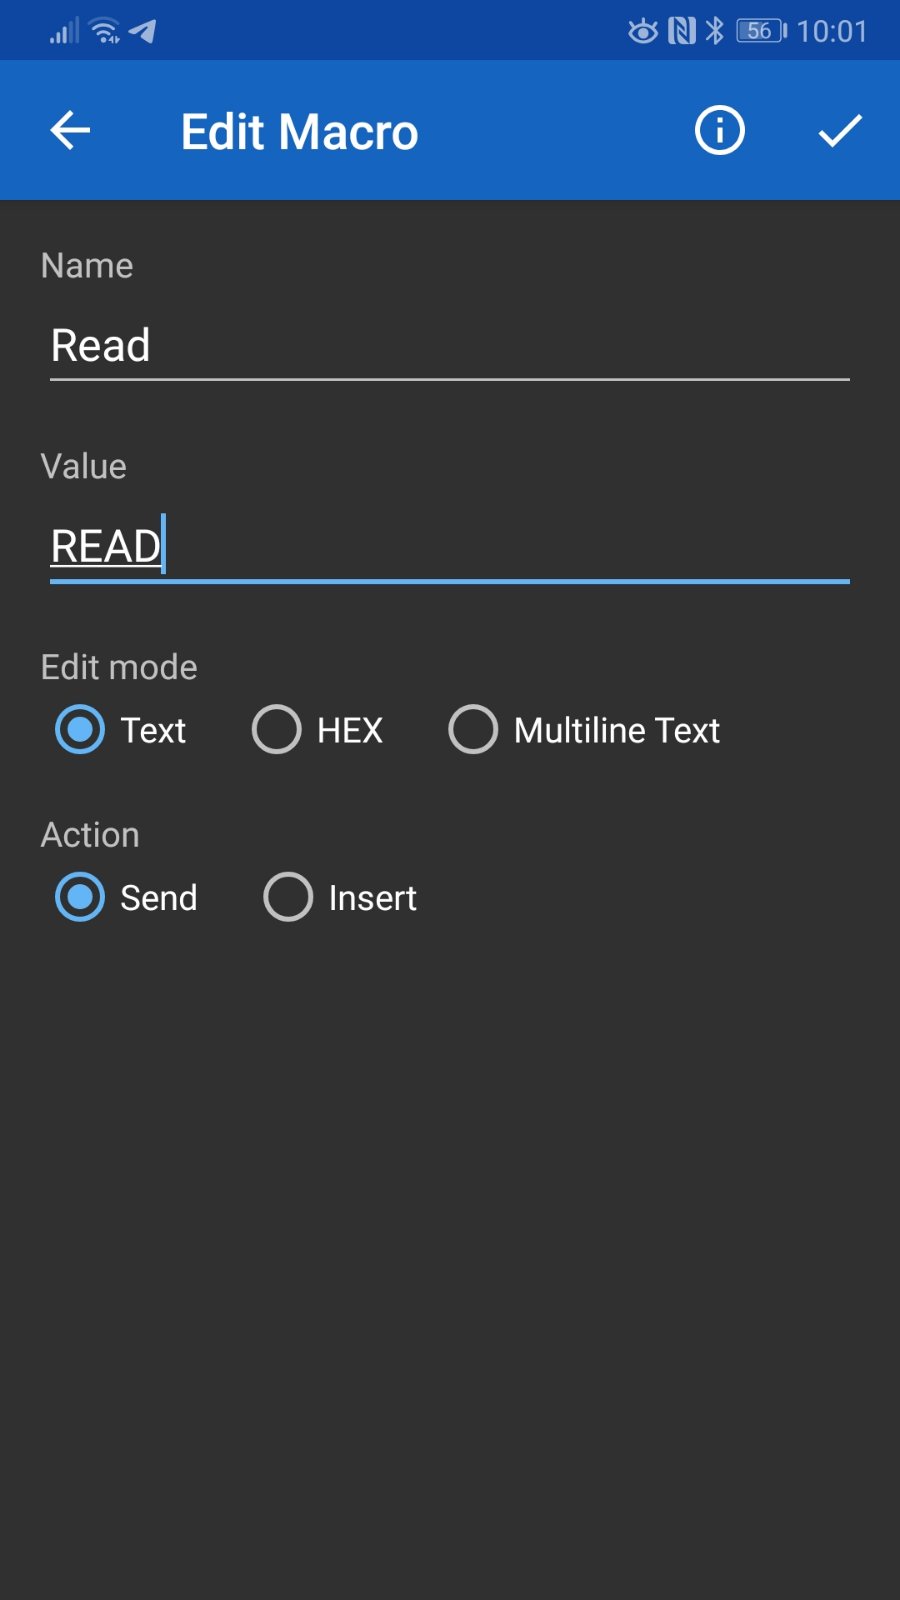 56 10:01
Edit Macro
Name
Read
Value
READ
Edit mode
Text HEX Multiline Text
Action
Send Insert